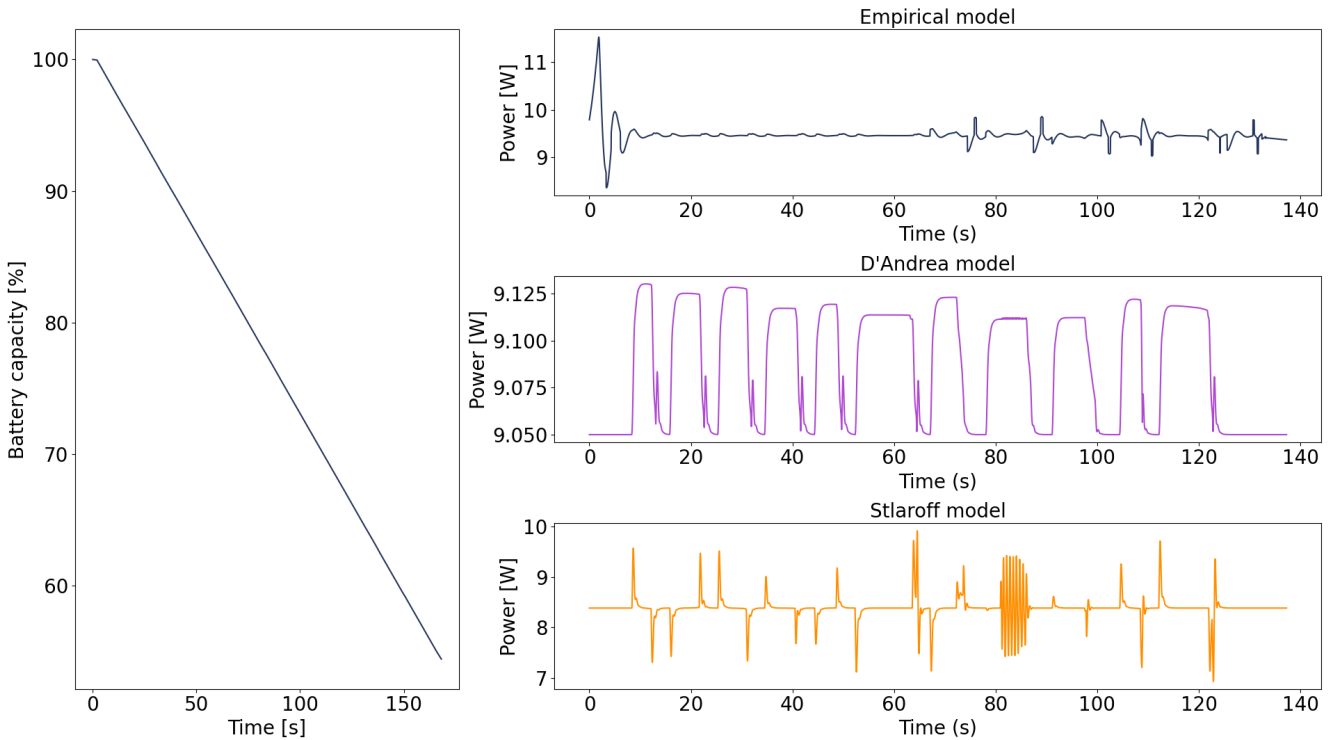 Battery capacity [%]
100
90
80
70
60
0 50 100 150
Time [s]
Empirical model
Power [W]
11
10
9
0 20 40 60 80 100 120 140
Time (s)
D'Andrea model
Power [W]
9.125
9.100
9.075
9.050
0 20 40 60 80 100 120 140
Time (s)
Stlaroff model
Power [W]
10
9
8
7
0 20 40 60 80 100 120 140
Time (s)